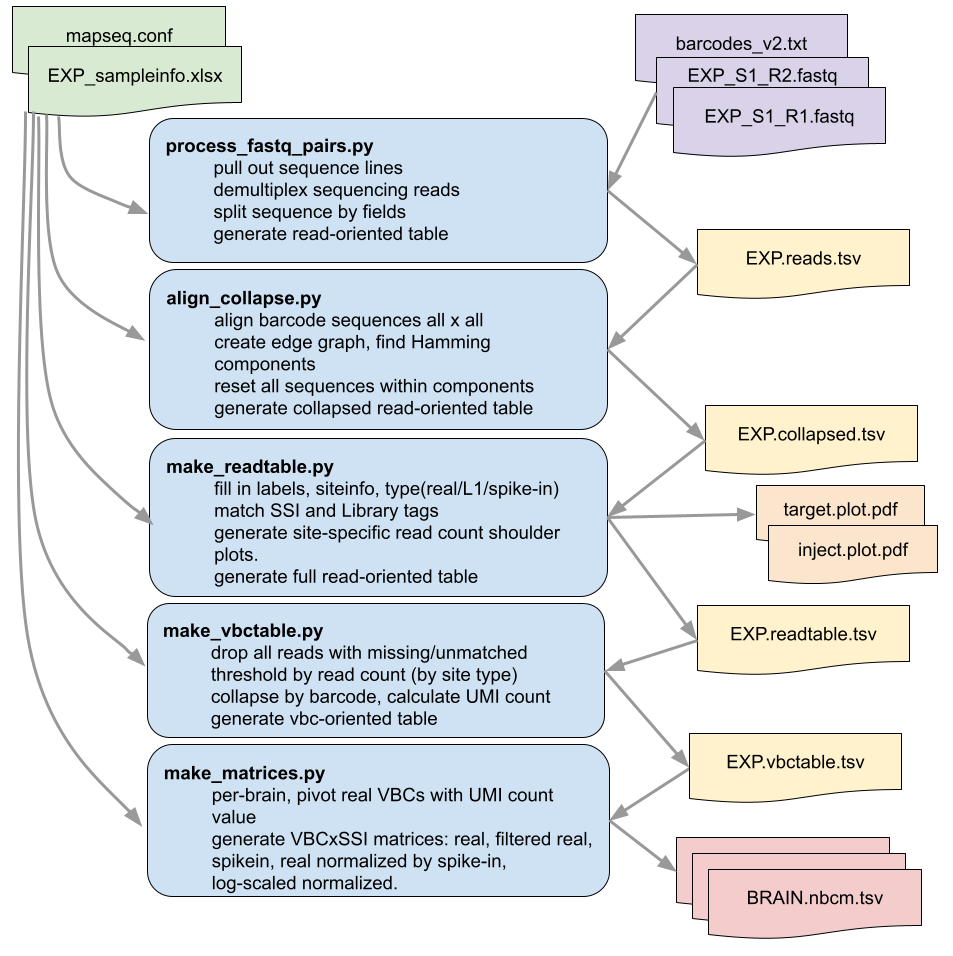 mapseq.conf
EXP_sampleinfo.xlsx
barcodes_v2.txt
EXP_S1_R2.fastq
EXP_S1_R1.fastq
process_fastq_pairs.py
pull out sequence lines
demultiplex sequencing reads
split sequence by fields
generate read-oriented table
EXP.reads.tsv
align_collapse.py
align barcode sequences all x all
create edge graph, find Hamming
components
reset all sequences within components
generate collapsed read-oriented table
EXP.collapsed.tsv
make_readtable.py
fill in labels, siteinfo, type(real/L1/spike-in)
match SSI and Library tags
generate site-specific read count shoulder
plots.
generate full read-oriented table
target.plot.pdf
inject.plot.pdf
EXP.readtable.tsv
make_vbctable.py
drop all reads with missing/unmatched
threshold by read count (by site type)
collapse by barcode, calculate UMI count
generate vbc-oriented table
EXP.vbctable.tsv
make_matrices.py
per-brain, pivot real VBCs with UMI count
value
generate VBCxSSI matrices: real, filtered real,
spikein, real normalized by spike-in,
log-scaled normalized.
BRAIN.nbcm.tsv